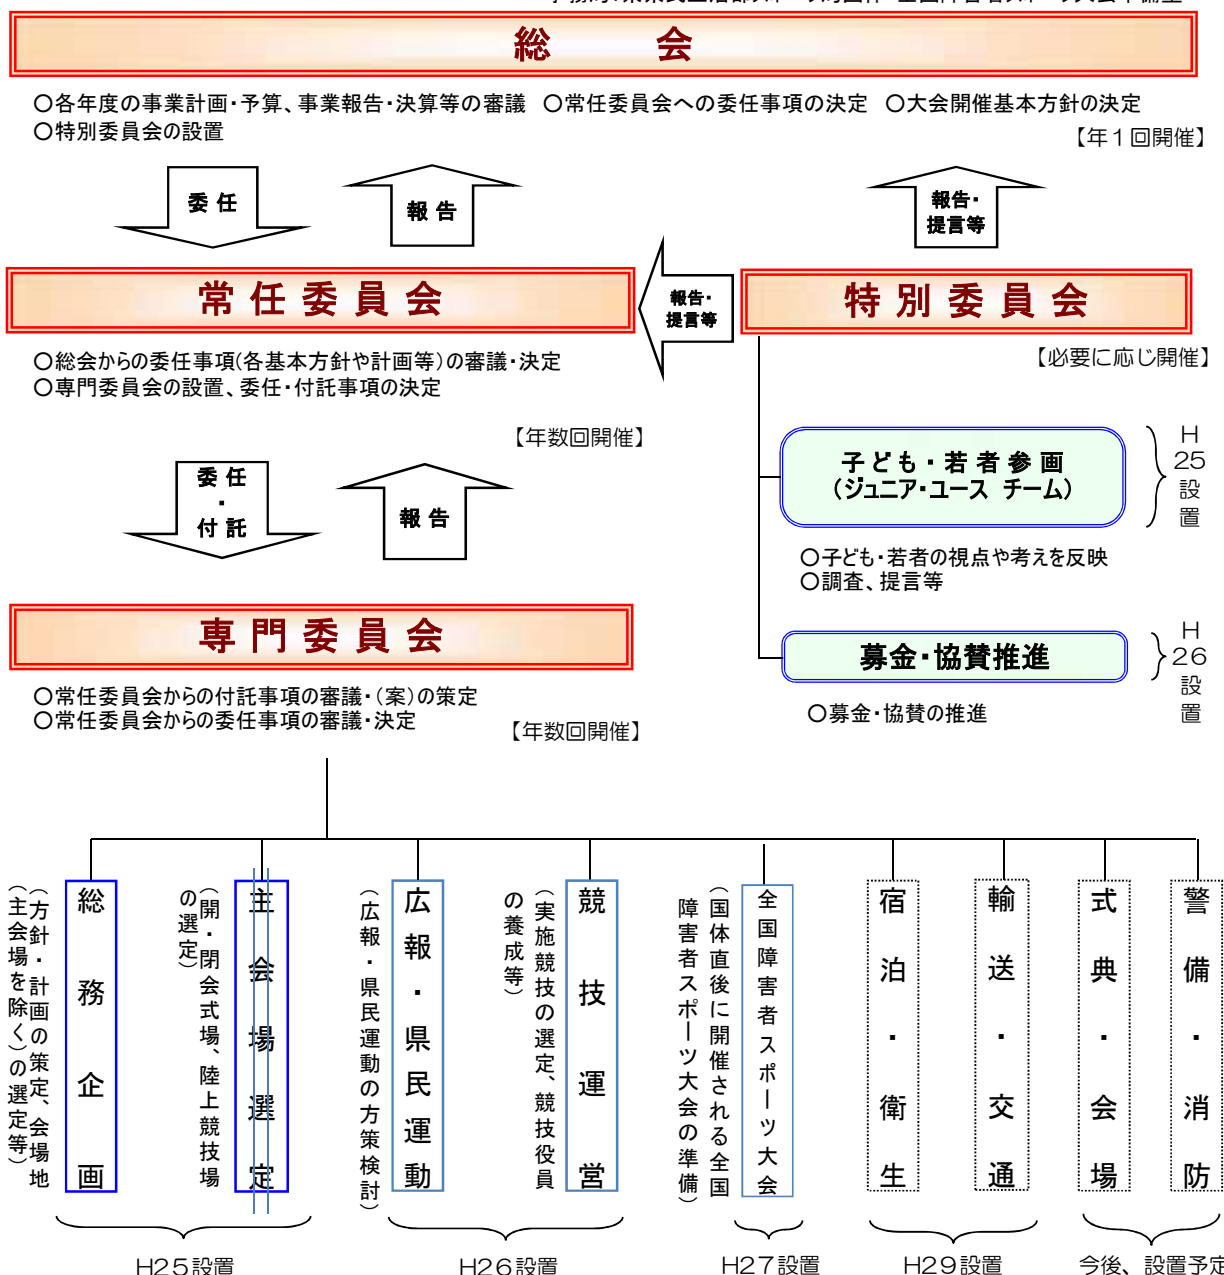 総　会
○各年度の事業計画・予算、事業報告・決算等の審議 ○常任委員会への委任事項の決定 ○大会開催基本方針の決定
○特別委員会の設置
【年１回開催】
委 任
報 告
報告・
提言等
常 任 委 員 会
報告・
提言等
特 別 委 員 会
○総会からの委任事項(各基本方針や計画等)の審議・決定
○専門委員会の設置、委任・付託事項の決定
【年数回開催】
【必要に応じ開催】
子ども・若者参画
(ジュニア・ユース チーム)
H25設置
○子ども・若者の視点や考えを反映
○調査、提言等
委 任
・
付 託
報 告
専 門 委 員 会
○常任委員会からの付託事項の審議・(案)の策定
○常任委員会からの委任事項の審議・決定
【年数回開催】
募金・協賛推進
H26設置
○募金・協賛の推進
総務企画
(方針・計画の策定、会場地
(主会場を除く)の選定等)
主会場選定
(開・閉会式場、陸上競技場
の選定)
広報・県民運動
(広報・県民運動の方策検討)
競技運営
(実施競技の選定、競技役員
の養成等)
全国障害者スポーツ大会
(国体直後に開催される全国
障害者スポーツ大会の準備)
宿泊・衛生
輸送・交通
式典・会場
警備・消防
H25設置
H26設置
H27設置
H29設置
今後、設置予定